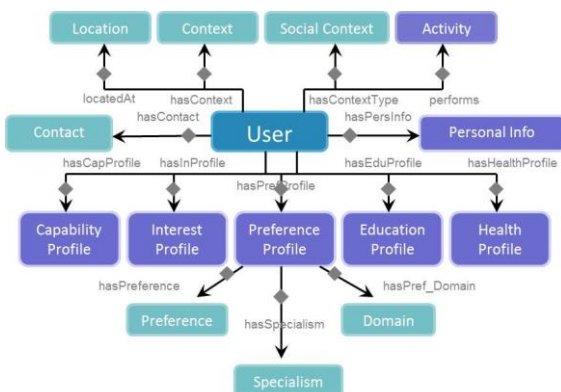 Location
Context
Social Context
Activity
locatedAt
hasContext
hasContextType
performs
Contact
hasContact
User
hasPersInfo
Personal Info
hasCapProfile
hasInProfile
hasPrefProfile
hasEduProfile
hasHealthProfile
Capability
Profile
Interest
Profile
Preference
Profile
Education
Profile
Health
Profile
hasPreference
hasPref_Domain
Preference
hasSpecialism
Domain
Specialism